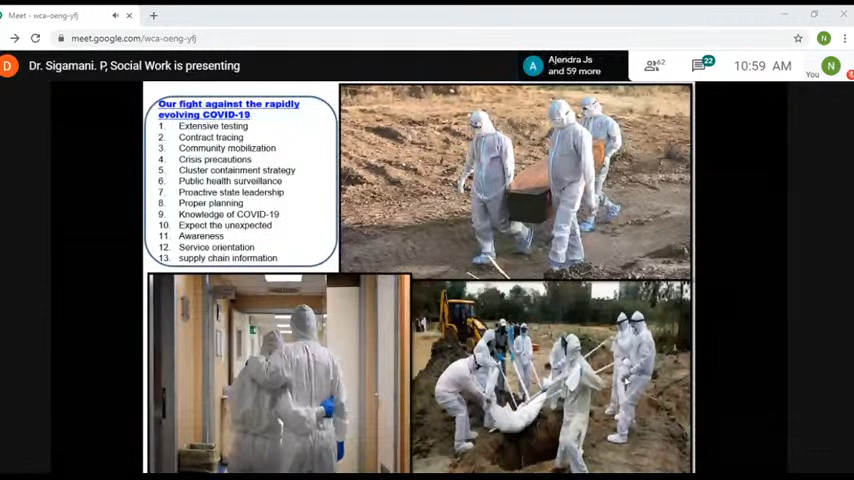 Meet - wca-oeng-yfj
meet.google.com/wca-oeng-yfj
D
Dr. Sigamani. P, Social Work is presenting
A
Ajendra Js
and 59 more
62
22
10:59 AM
You
N
N
Our fight against the rapidly
evolving COVID-19
1. Extensive testing
2. Contract tracing
3. Community mobilization
4. Crisis precautions
5. Cluster containment strategy
6. Public health surveillance
7. Proactive state leadership
8. Proper planning
9. Knowledge of COVID-19
10. Expect the unexpected
11. Awareness
12. Service orientation
13. supply chain information